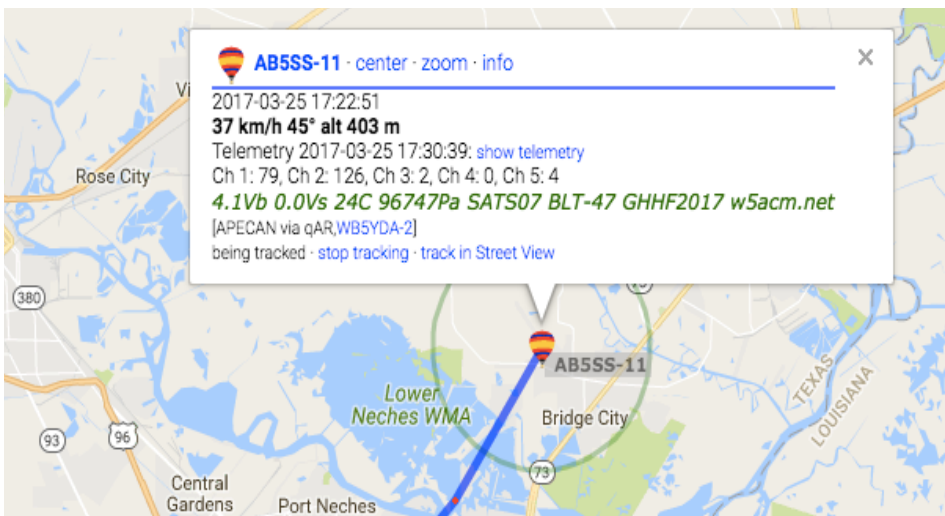 AB5SS-11 · center · zoom · info
2017-03-25 17:22:51
37 km/h 45° alt 403 m
Telemetry 2017-03-25 17:30:39: show telemetry
Ch 1: 79, Ch 2: 126, Ch 3: 2, Ch 4: 0, Ch 5: 4
4.1Vb 0.0Vs 24C 96747Pa SATS07 BLT-47 GHHF2017 w5acm.net
[APECAN via qAR,WB5YDA-2]
being tracked · stop tracking · track in Street View
Vi
Rose City
380
AB5SS-11
TEXAS
LOUISIANA
Lower
Neches WMA
Bridge City
93
96
73
Central
Gardens
Port Neches